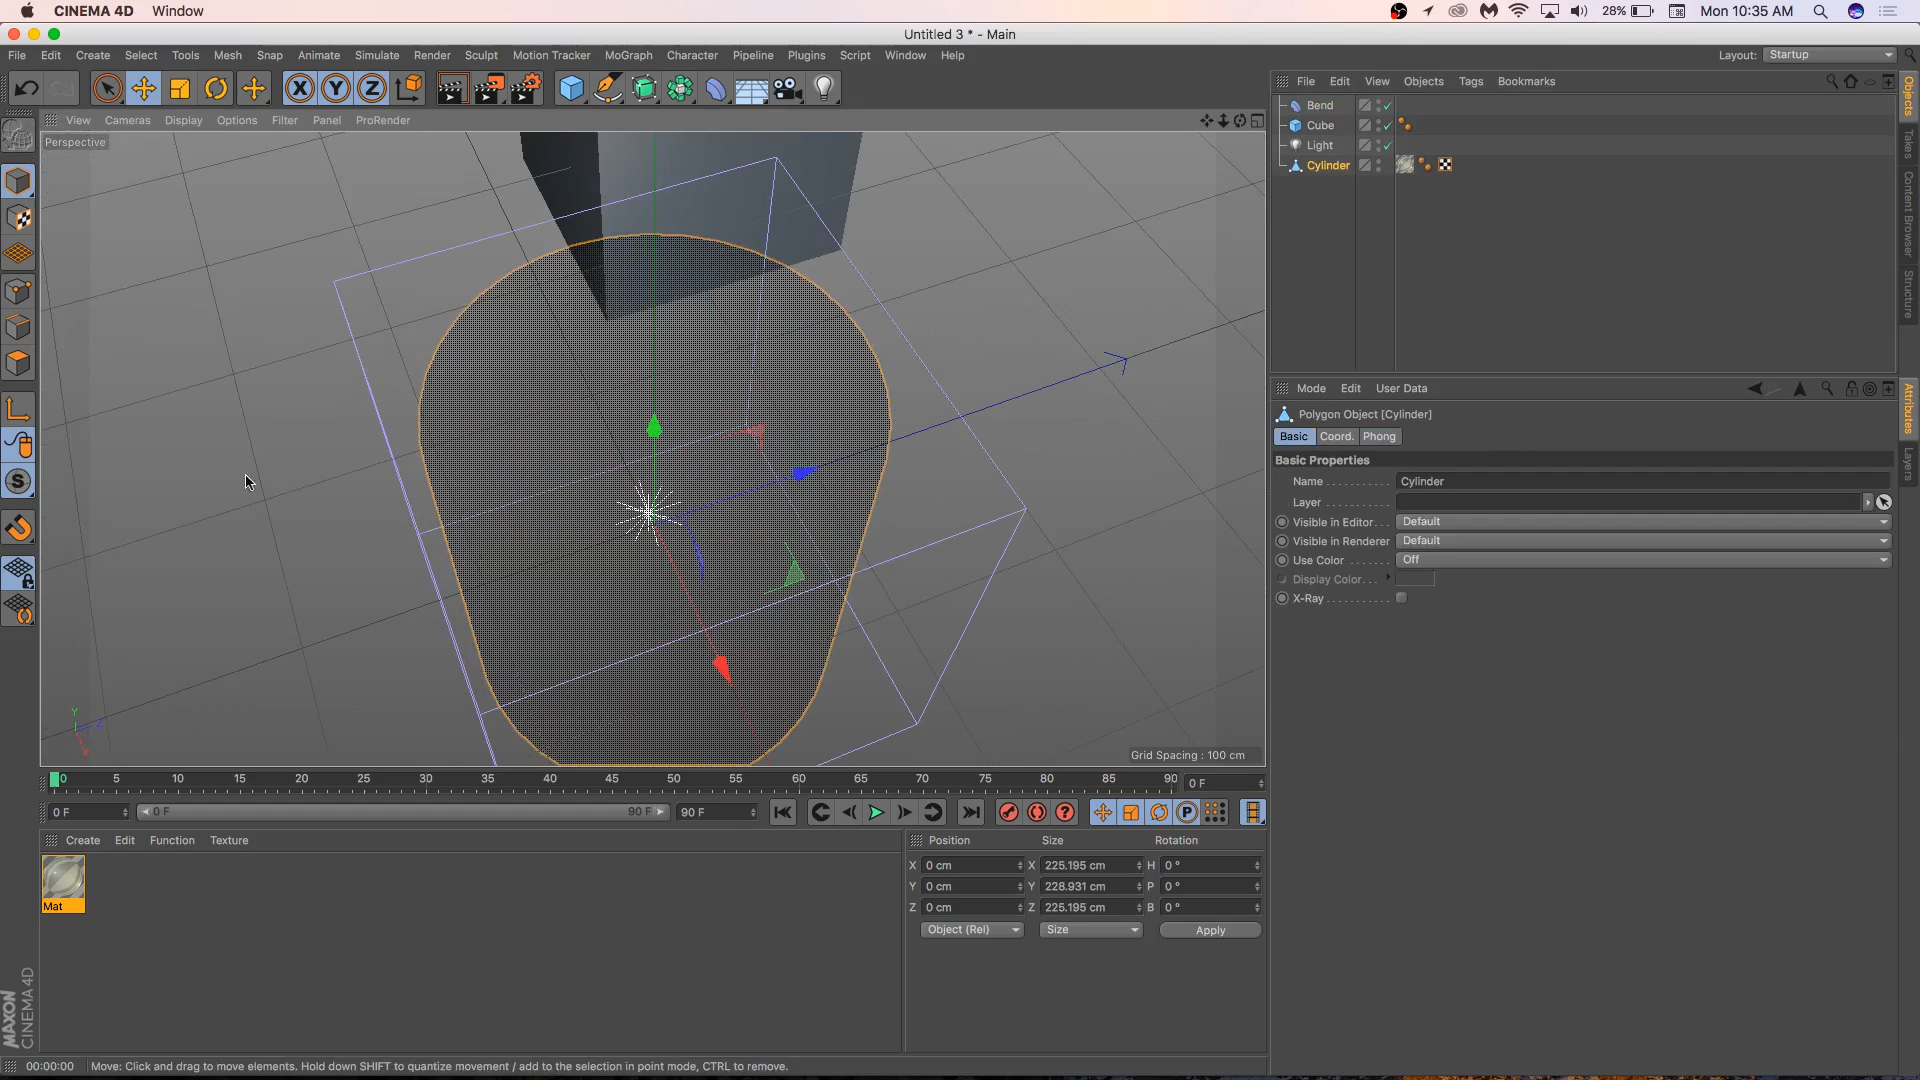 CINEMA 4D Window 28% Mon 10:35 AM
Untitled 3 * - Main
File Edit Create Select Tools Mesh Snap Animate Simulate Render Sculpt Motion Tracker MoGraph Character Pipeline Plugins Script Window Help Layout: Startup
X Y Z
File Edit View Objects Tags Bookmarks
Bend
Cube
Light
Cylinder
Objects
Takes
Content Browser
Structure
View Cameras Display Options Filter Panel ProRender
Perspective
Y
Z
X
Grid Spacing : 100 cm
Mode Edit User Data
Polygon Object [Cylinder]
Basic Coord. Phong
Basic Properties
Name Cylinder
Layer
Visible in Editor Default
Visible in Renderer Default
Use Color Off
Display Color
X-Ray
Attributes
Layers
0 5 10 15 20 25 30 35 40 45 50 55 60 65 70 75 80 85 90 0 F
0 F 0 F 90 F 90 F
Create Edit Function Texture
Mat
Position Size Rotation
X 0 cm X 225.195 cm H 0 °
Y 0 cm Y 228.931 cm P 0 °
Z 0 cm Z 225.195 cm B 0 °
Object (Rel) Size Apply
MAXON
CINEMA 4D
00:00:00 Move: Click and drag to move elements. Hold down SHIFT to quantize movement / add to the selection in point mode, CTRL to remove.